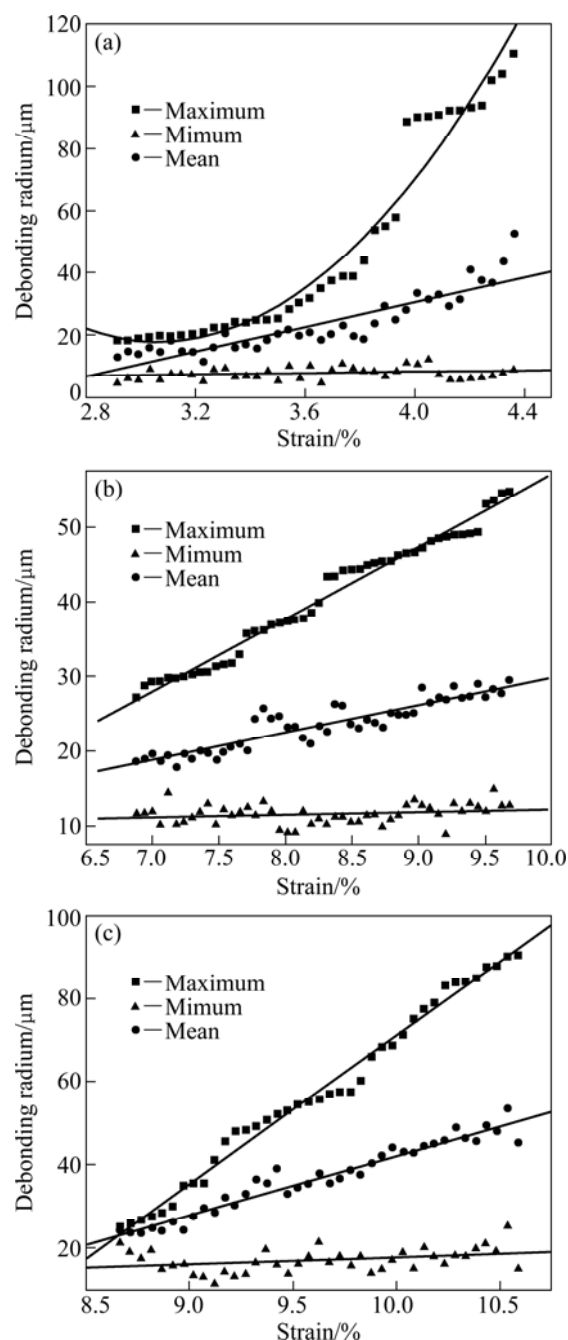 (a)
120
100
80
60
40
20
0
Maximum
Mimum
Mean
Debonding radium/μm
2.8 3.2 3.6 4.0 4.4
Strain/%
(b)
50
40
30
20
10
Maximum
Mimum
Mean
Debonding radium/μm
6.5 7.0 7.5 8.0 8.5 9.0 9.5 10.0
Strain/%
(c)
100
80
60
40
20
Maximum
Mimum
Mean
Debonding radium/μm
8.5 9.0 9.5 10.0 10.5
Strain/%